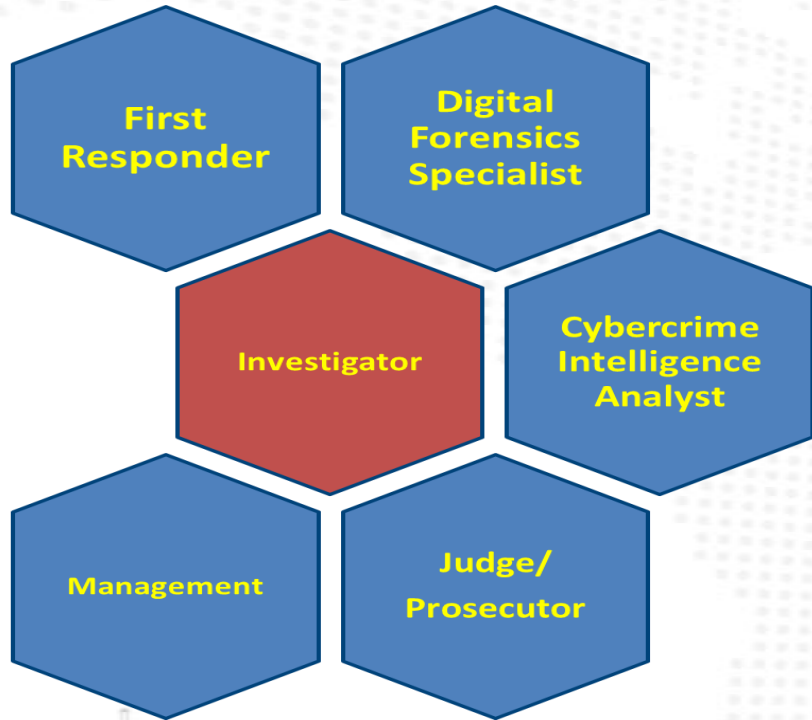 First
Responder
Digital
Forensics
Specialist
Investigator
Cybercrime
Intelligence
Analyst
Management
Judge/
Prosecutor